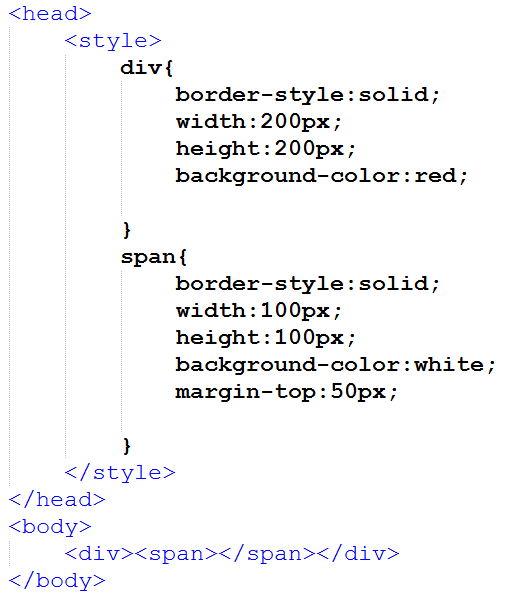 <head>
<style>
div{
border-style:solid;
width:200px;
height:200px;
background-color:red;
}
span{
border-style:solid;
width:100px;
height:100px;
background-color:white;
margin-top:50px;
}
</style>
</head>
<body>
<div><span></span></div>
</body>